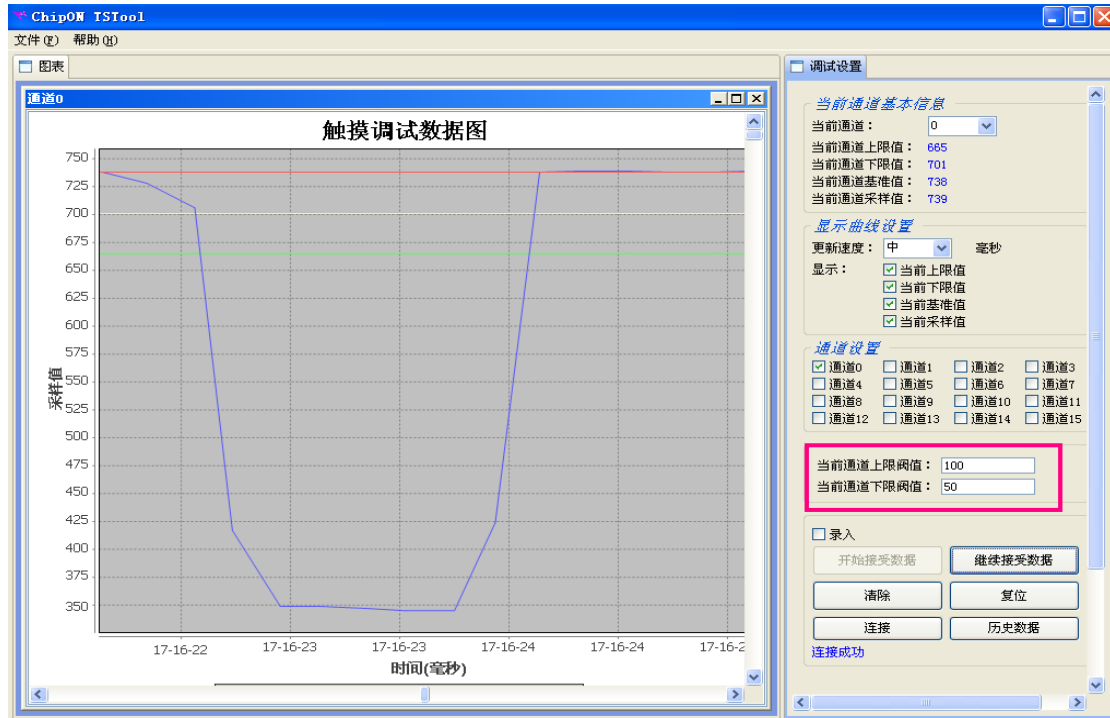 ChipON TSTool
文件(F) 帮助(H)
图表
通道0
触摸调试数据图
750
725
700
675
650
625
600
575
550
525
500
475
450
425
400
375
350
采样值
17-16-22 17-16-23 17-16-23 17-16-24 17-16-24 17-16-2
时间(毫秒)
调试设置
当前通道基本信息
当前通道: 0
当前通道上限值: 665
当前通道下限值: 701
当前通道基准值: 738
当前通道采样值: 739
显示曲线设置
更新速度: 中 毫秒
显示: 当前上限值
当前下限值
当前基准值
当前采样值
通道设置
通道0 通道1 通道2 通道3
通道4 通道5 通道6 通道7
通道8 通道9 通道10 通道11
通道12 通道13 通道14 通道15
当前通道上限阀值: 100
当前通道下限阀值: 50
录入
开始接受数据 继续接受数据
清除 复位
连接 历史数据
连接成功